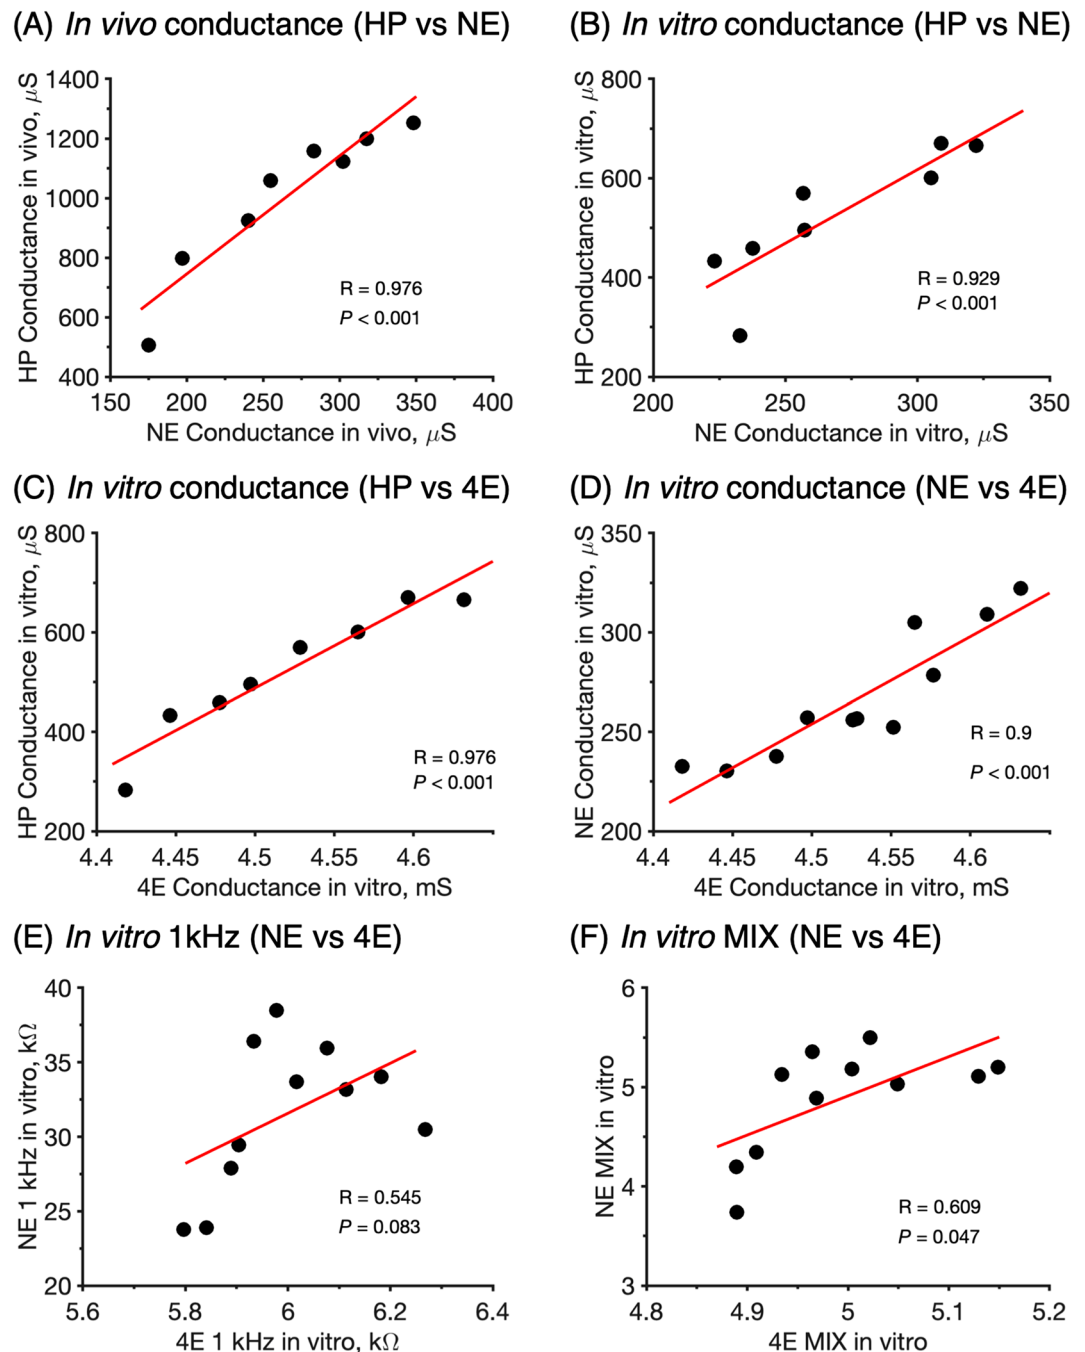 (A) In vivo conductance (HP vs NE)
HP Conductance in vivo, μS
1400
1200
1000
800
600
400
R = 0.976
P < 0.001
150 200 250 300 350 400
NE Conductance in vivo, μS
(B) In vitro conductance (HP vs NE)
HP Conductance in vitro, μS
800
600
400
200
R = 0.929
P < 0.001
200 250 300 350
NE Conductance in vitro, μS
(C) In vitro conductance (HP vs 4E)
HP Conductance in vitro, μS
800
600
400
200
R = 0.976
P < 0.001
4.4 4.45 4.5 4.55 4.6
4E Conductance in vitro, mS
(D) In vitro conductance (NE vs 4E)
NE Conductance in vitro, μS
350
300
250
200
R = 0.9
P < 0.001
4.4 4.45 4.5 4.55 4.6
4E Conductance in vitro, mS
(E) In vitro 1kHz (NE vs 4E)
NE 1 kHz in vitro, kΩ
40
35
30
25
20
R = 0.545
P = 0.083
5.6 5.8 6 6.2 6.4
4E 1 kHz in vitro, kΩ
(F) In vitro MIX (NE vs 4E)
NE MIX in vitro
6
5
4
3
R = 0.609
P = 0.047
4.8 4.9 5 5.1 5.2
4E MIX in vitro